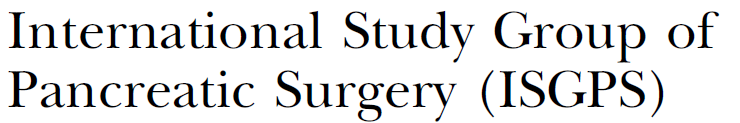 International Study Group of
Pancreatic Surgery (ISGPS)